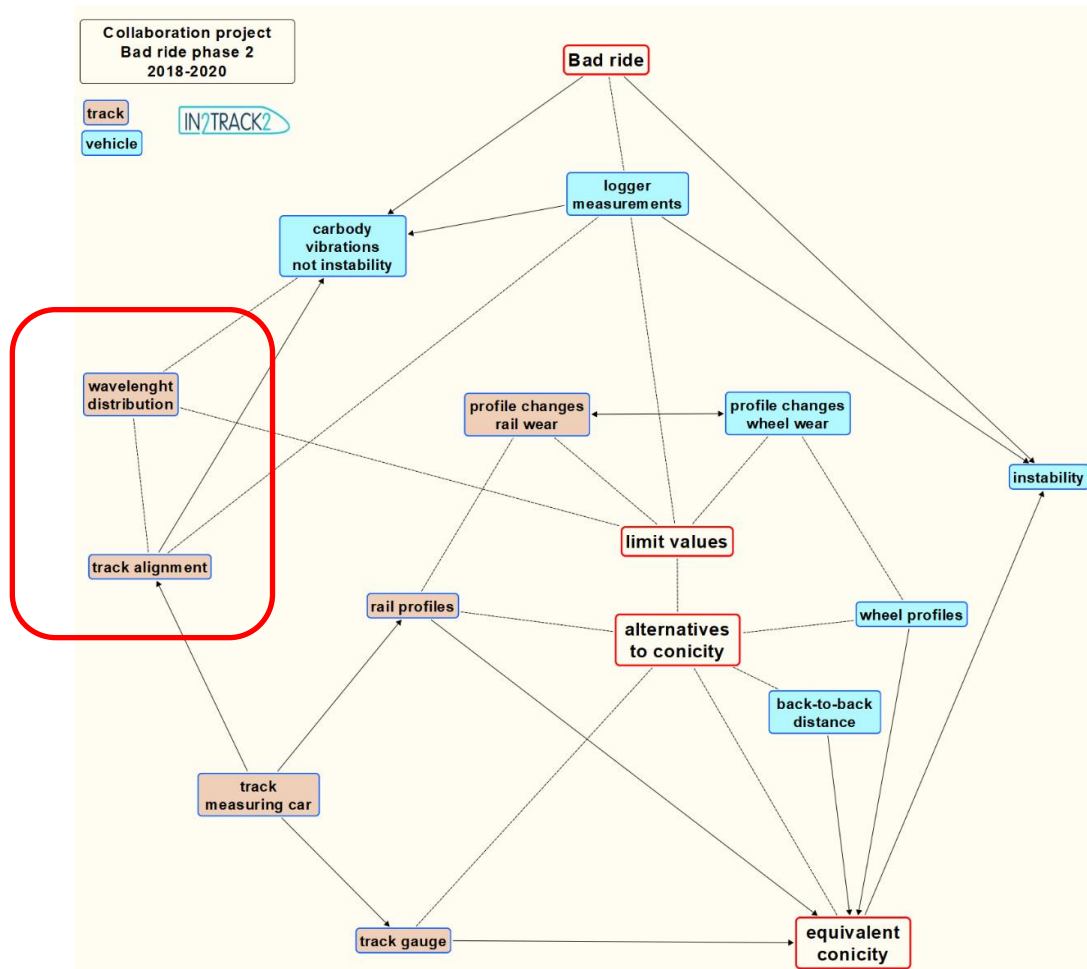 Collaboration project
Bad ride phase 2
2018-2020
Bad ride
track
vehicle
IN2TRACK2
logger
measurements
carbody
vibrations
not instability
wavelenght
distribution
profile changes
rail wear
profile changes
wheel wear
instability
limit values
track alignment
rail profiles
alternatives
to conicity
wheel profiles
back-to-back
distance
track
measuring car
track gauge
equivalent
conicity